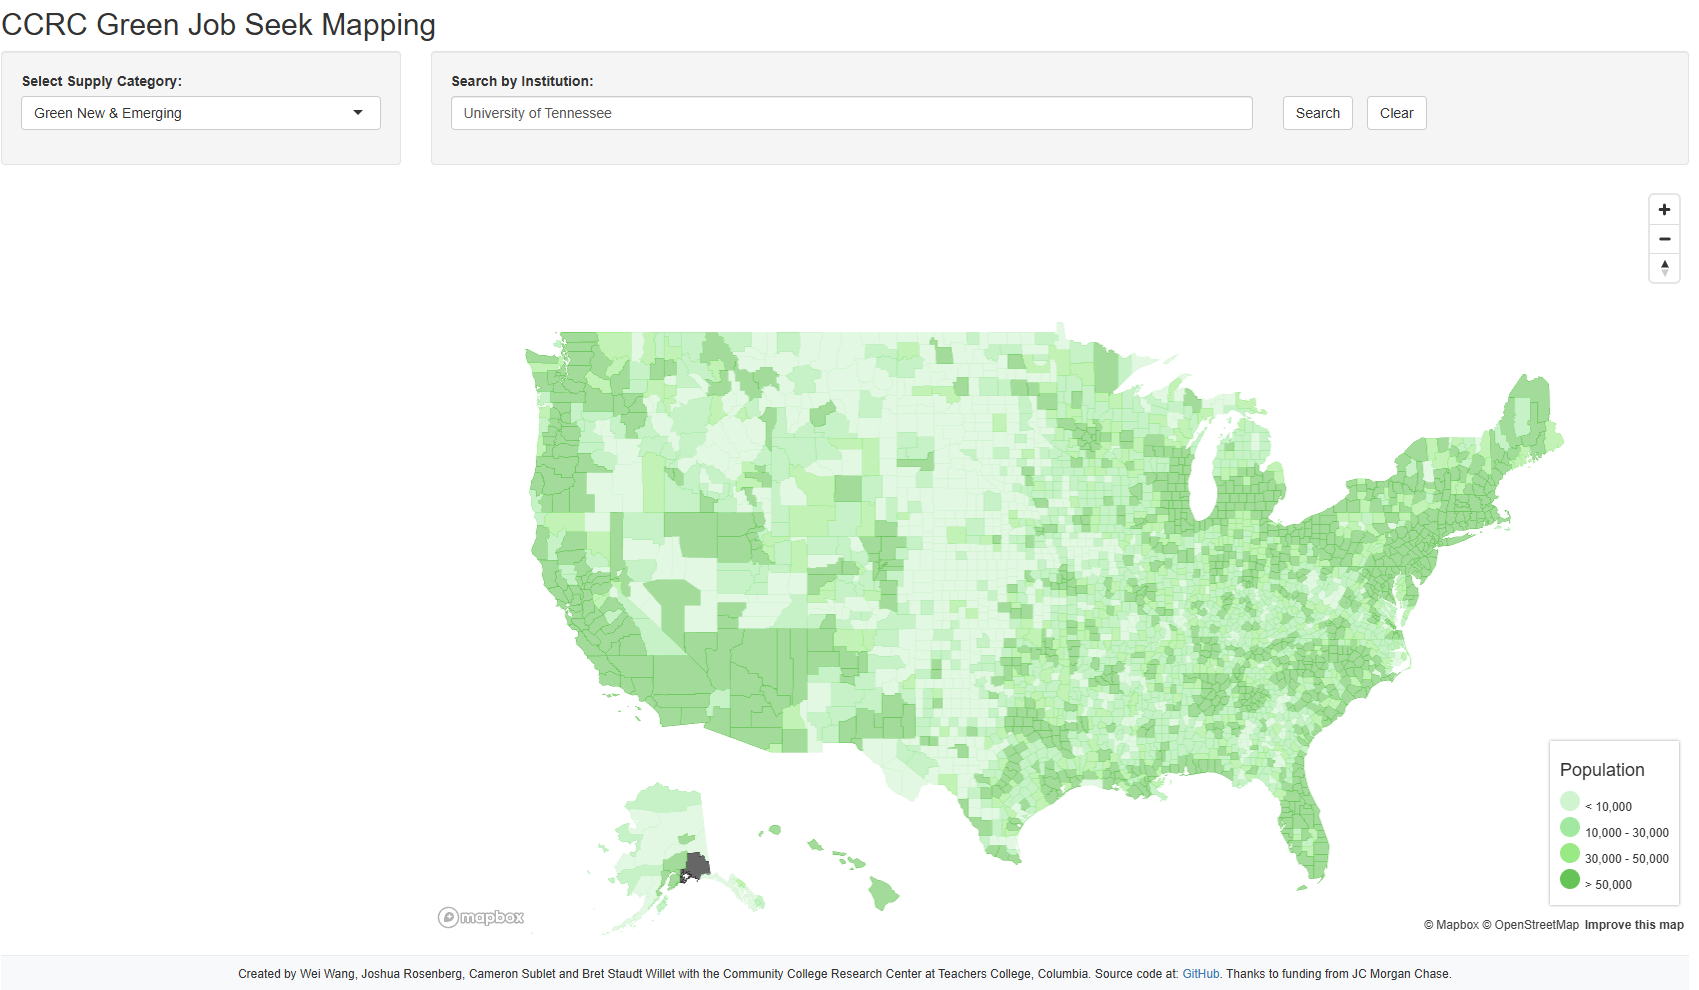 CCRC Green Job Seek Mapping
Select Supply Category:
Green New & Emerging
Search by Institution:
University of Tennessee
Search
Clear
Population
< 10,000
10,000 - 30,000
30,000 - 50,000
> 50,000
mapbox
© Mapbox © OpenStreetMap Improve this map
Created by Wei Wang, Joshua Rosenberg, Cameron Sublet and Bret Staudt Willet with the Community College Research Center at Teachers College, Columbia. Source code at: GitHub. Thanks to funding from JC Morgan Chase.